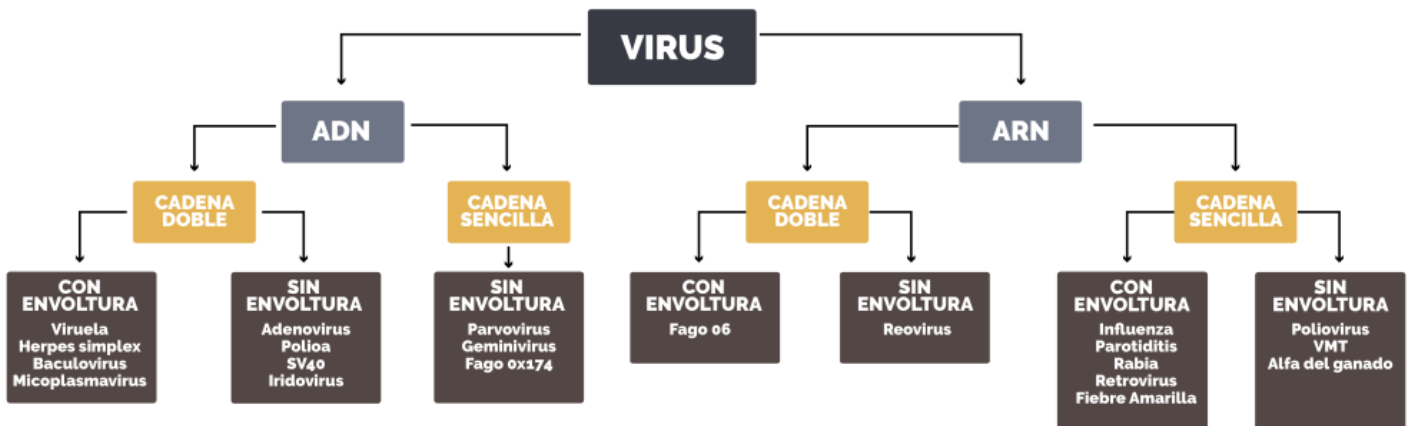 VIRUS
ADN
ARN
CADENA
DOBLE
CADENA
SENCILLA
CADENA
DOBLE
CADENA
SENCILLA
CON
ENVOLTURA
Viruela
Herpes simplex
Baculovirus
Micoplasmavirus
SIN
ENVOLTURA
Adenovirus
Polioa
SV40
Iridovirus
SIN
ENVOLTURA
Parvovirus
Geminivirus
Fago 0x174
CON
ENVOLTURA
Fago 06
SIN
ENVOLTURA
Reovirus
CON
ENVOLTURA
Influenza
Parotiditis
Rabia
Retrovirus
Fiebre Amarilla
SIN
ENVOLTURA
Poliovirus
VMT
Alfa del ganado